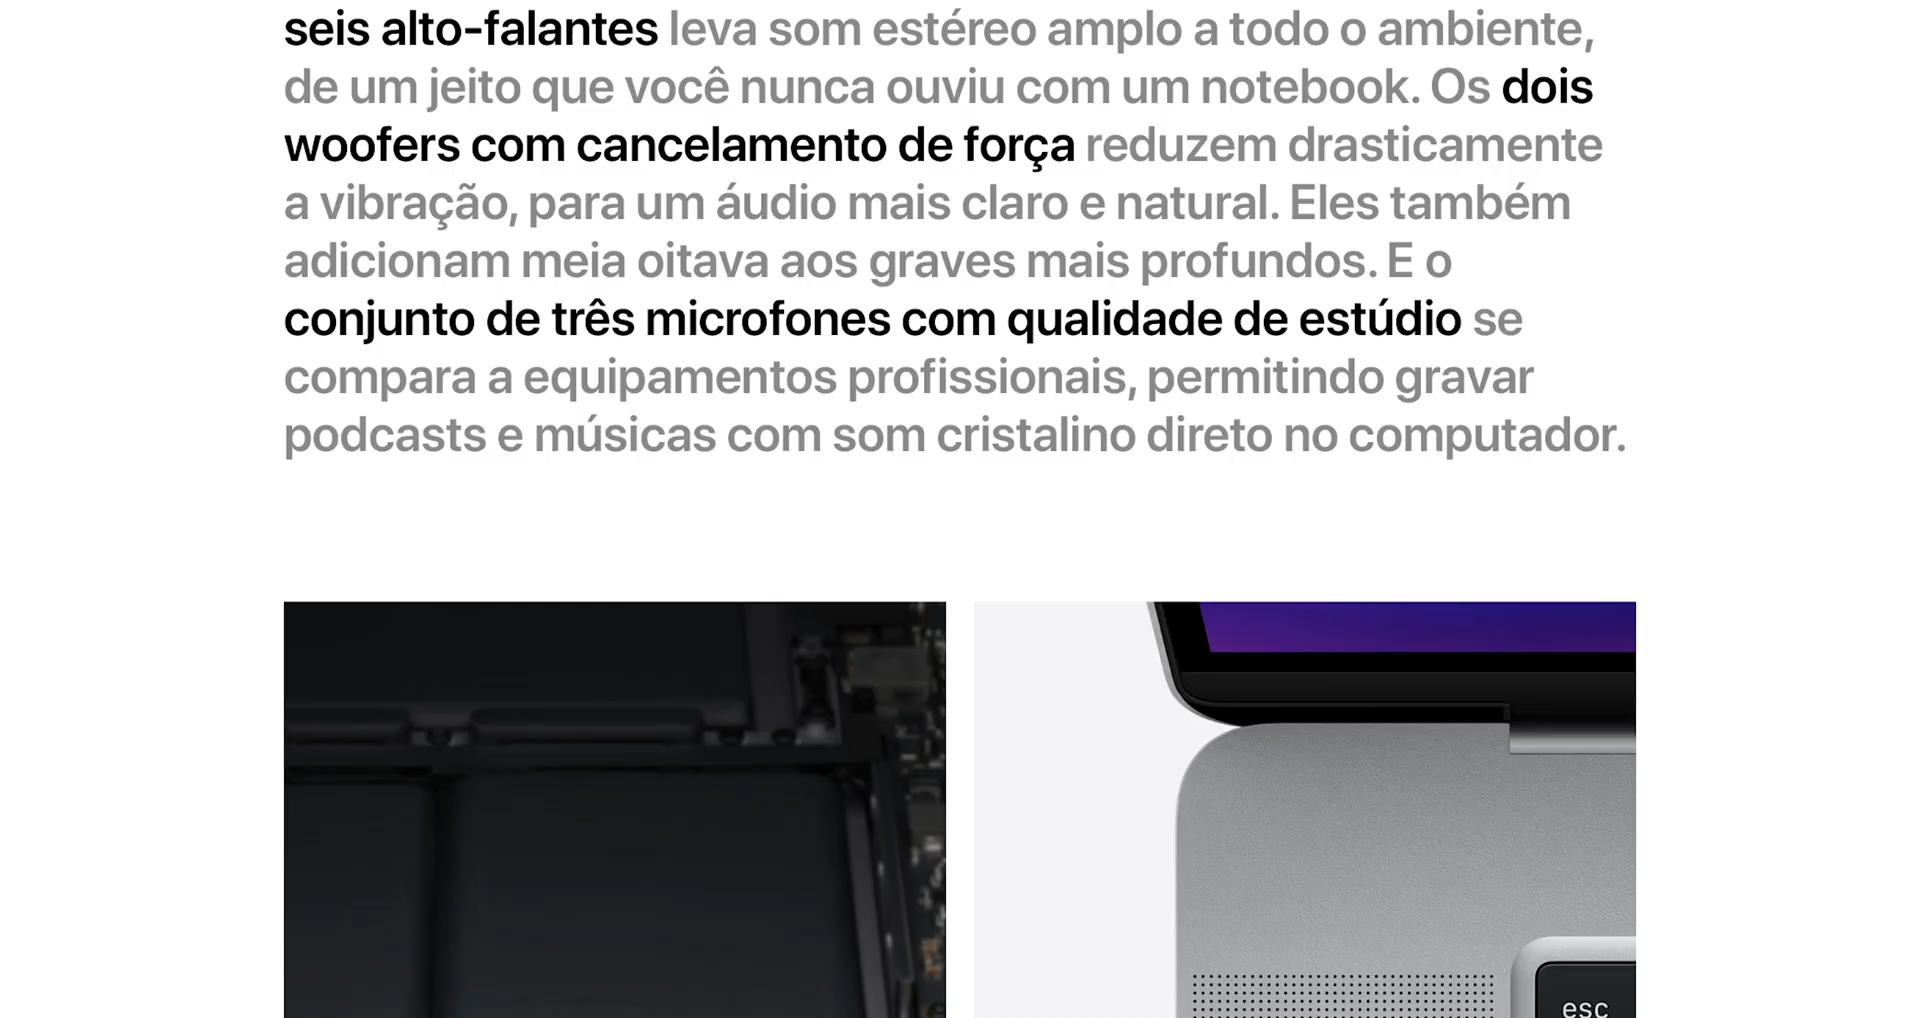 seis alto-falantes leva som estéreo amplo a todo o ambiente,
de um jeito que você nunca ouviu com um notebook. Os dois
woofers com cancelamento de força reduzem drasticamente
a vibração, para um áudio mais claro e natural. Eles também
adicionam meia oitava aos graves mais profundos. E o
conjunto de três microfones com qualidade de estúdio se
compara a equipamentos profissionais, permitindo gravar
podcasts e músicas com som cristalino direto no computador.
esc